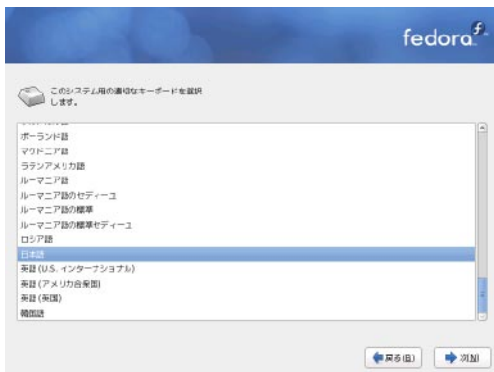 fedora
このシステム用の適切なキーボードを選択
します。
ポーランド語
マケドニア語
ラテンアメリカ語
ルーマニア語
ルーマニア語のセディーユ
ルーマニア語の標準
ルーマニア語の標準セディーユ
ロシア語
日本語
英語 (U.S. インターナショナル)
英語 (アメリカ合衆国)
英語 (英国)
韓国語
戻る(B)
次(N)